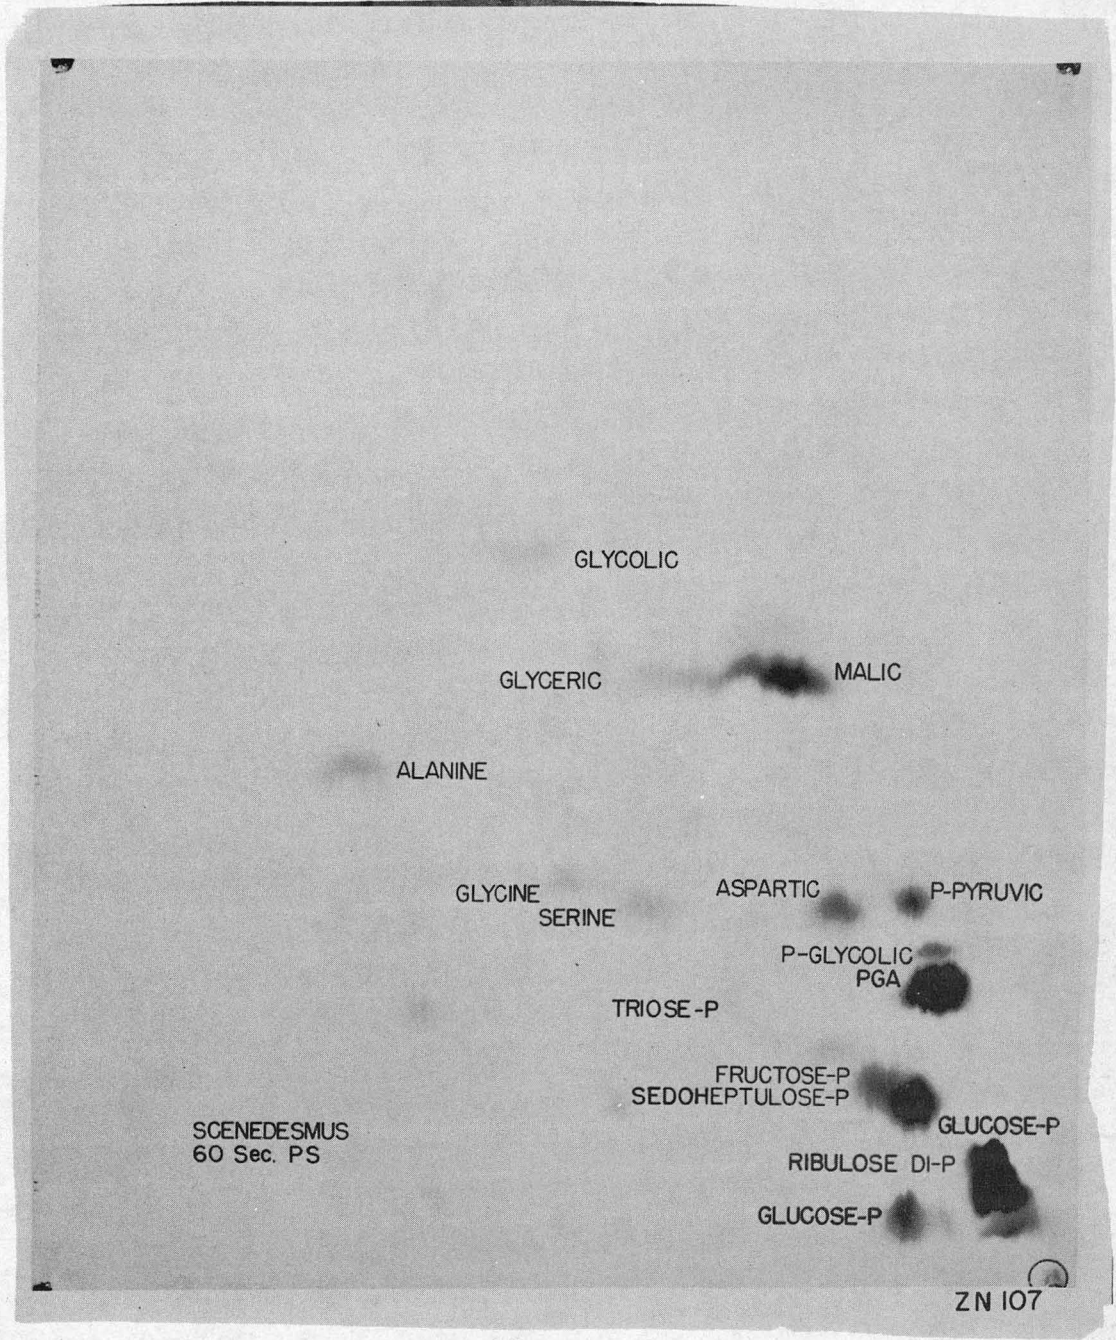 GLYCOLIC
GLYCERIC
MALIC
ALANINE
GLYCINE
SERINE
ASPARTIC
P-PYRUVIC
P-GLYCOLIC
PGA
TRIOSE-P
FRUCTOSE-P
SEDOHEPTULOSE-P
GLUCOSE-P
SCENEDESMUS
60 Sec. PS
RIBULOSE DI-P
GLUCOSE-P
ZN 107